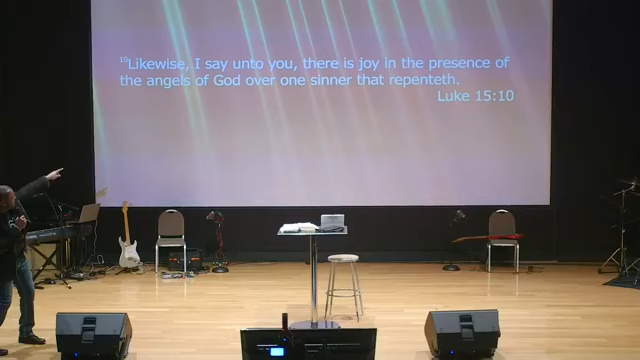 ¹⁰Likewise, I say unto you, there is joy in the presence of
the angels of God over one sinner that repenteth.
Luke 15:10